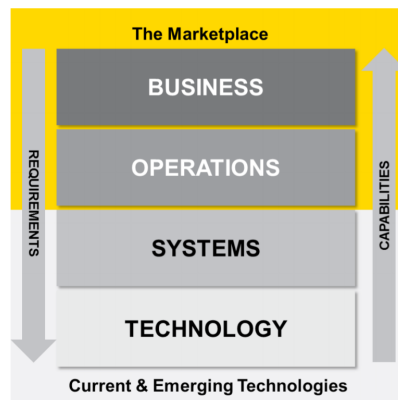 The Marketplace
BUSINESS
OPERATIONS
SYSTEMS
TECHNOLOGY
REQUIREMENTS
CAPABILITIES
Current & Emerging Technologies